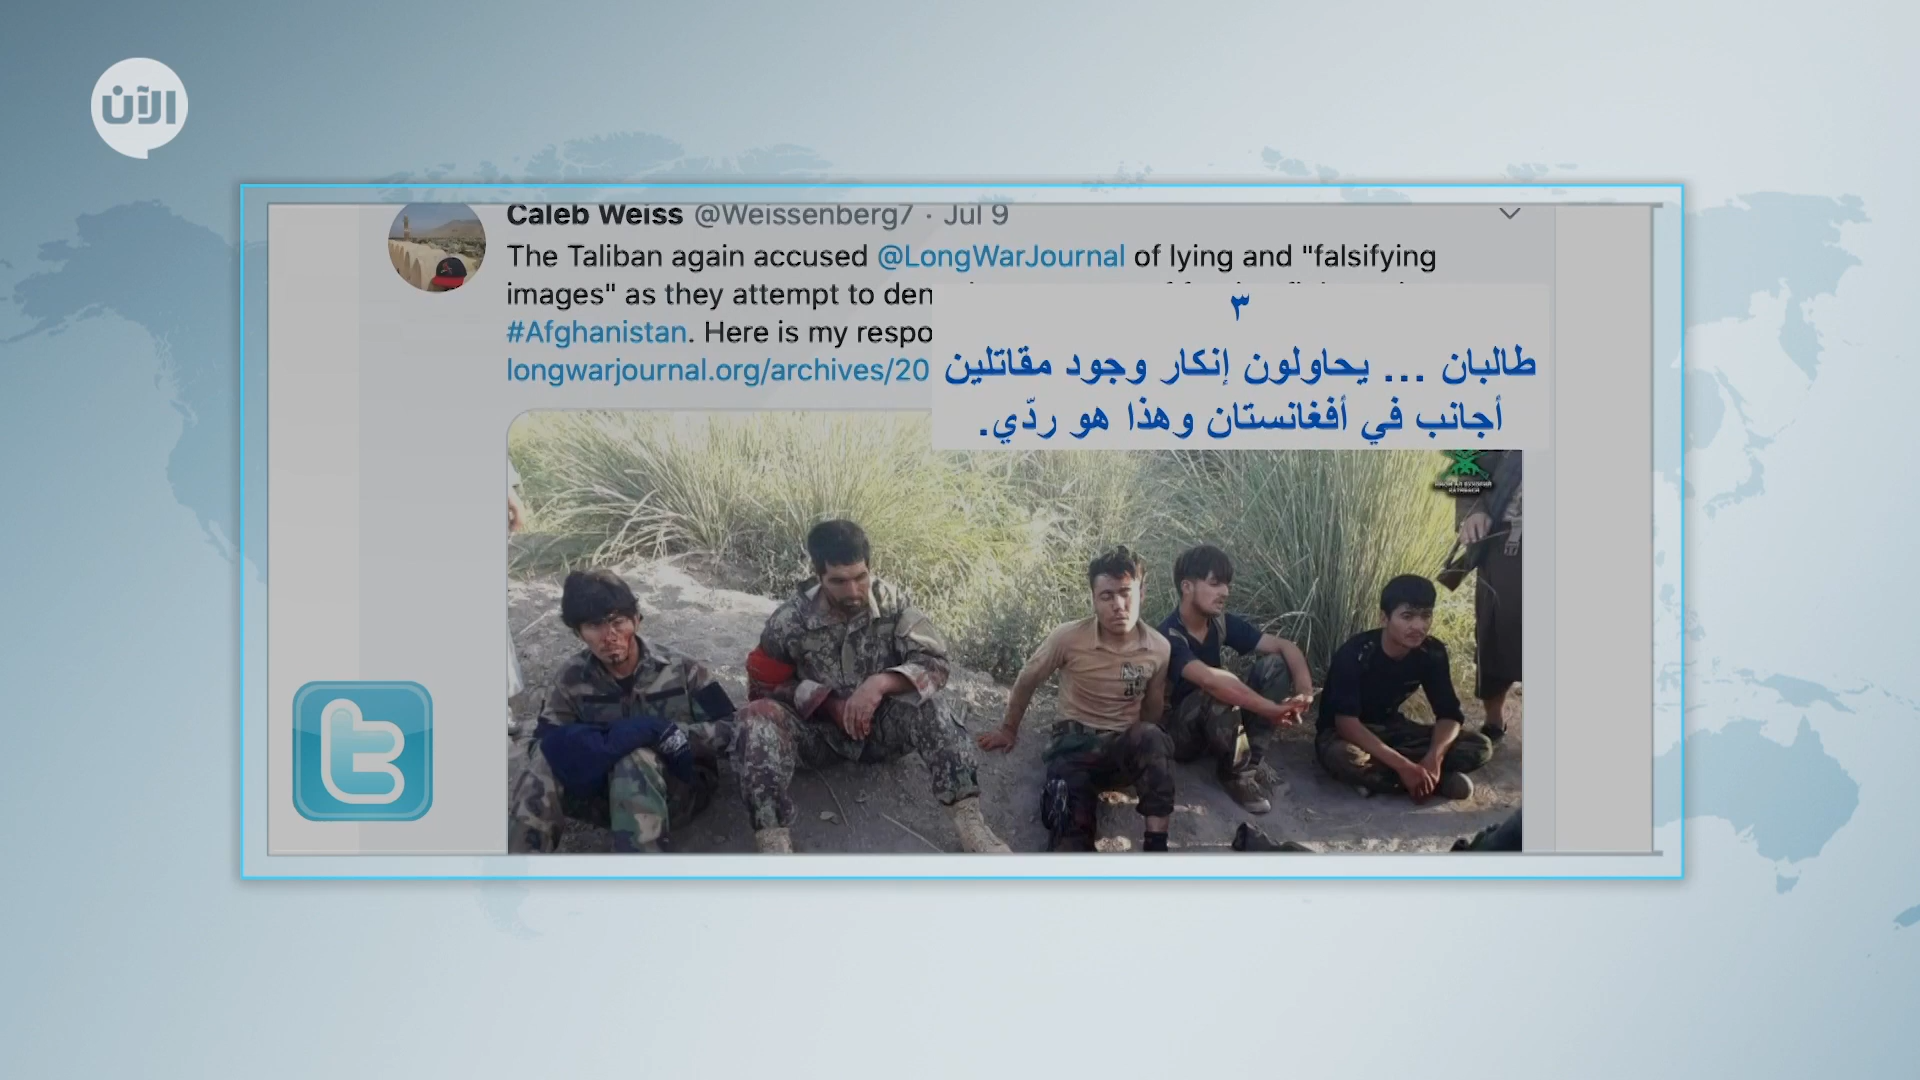 الآن
Caleb Weiss @Weissenberg7 · Jul 9
The Taliban again accused @LongWarJournal of lying and "falsifying
images" as they attempt to den
#Afghanistan. Here is my respo
longwarjournal.org/archives/20
٣
طالبان ... يحاولون إنكار وجود مقاتلين
أجانب في أفغانستان وهذا هو ردّي.